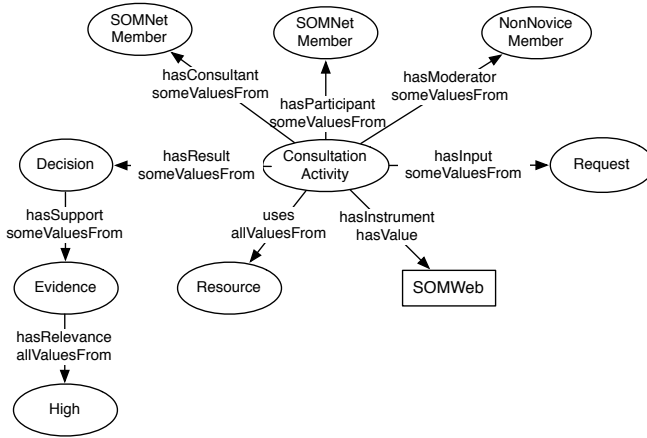 SOMNet
Member
SOMNet
Member
NonNovice
Member
hasConsultant
someValuesFrom
hasParticipant
someValuesFrom
hasModerator
someValuesFrom
Decision
hasResult
someValuesFrom
Consultation
Activity
hasInput
someValuesFrom
Request
hasSupport
someValuesFrom
uses
allValuesFrom
hasInstrument
hasValue
Evidence
Resource
SOMWeb
hasRelevance
allValuesFrom
High